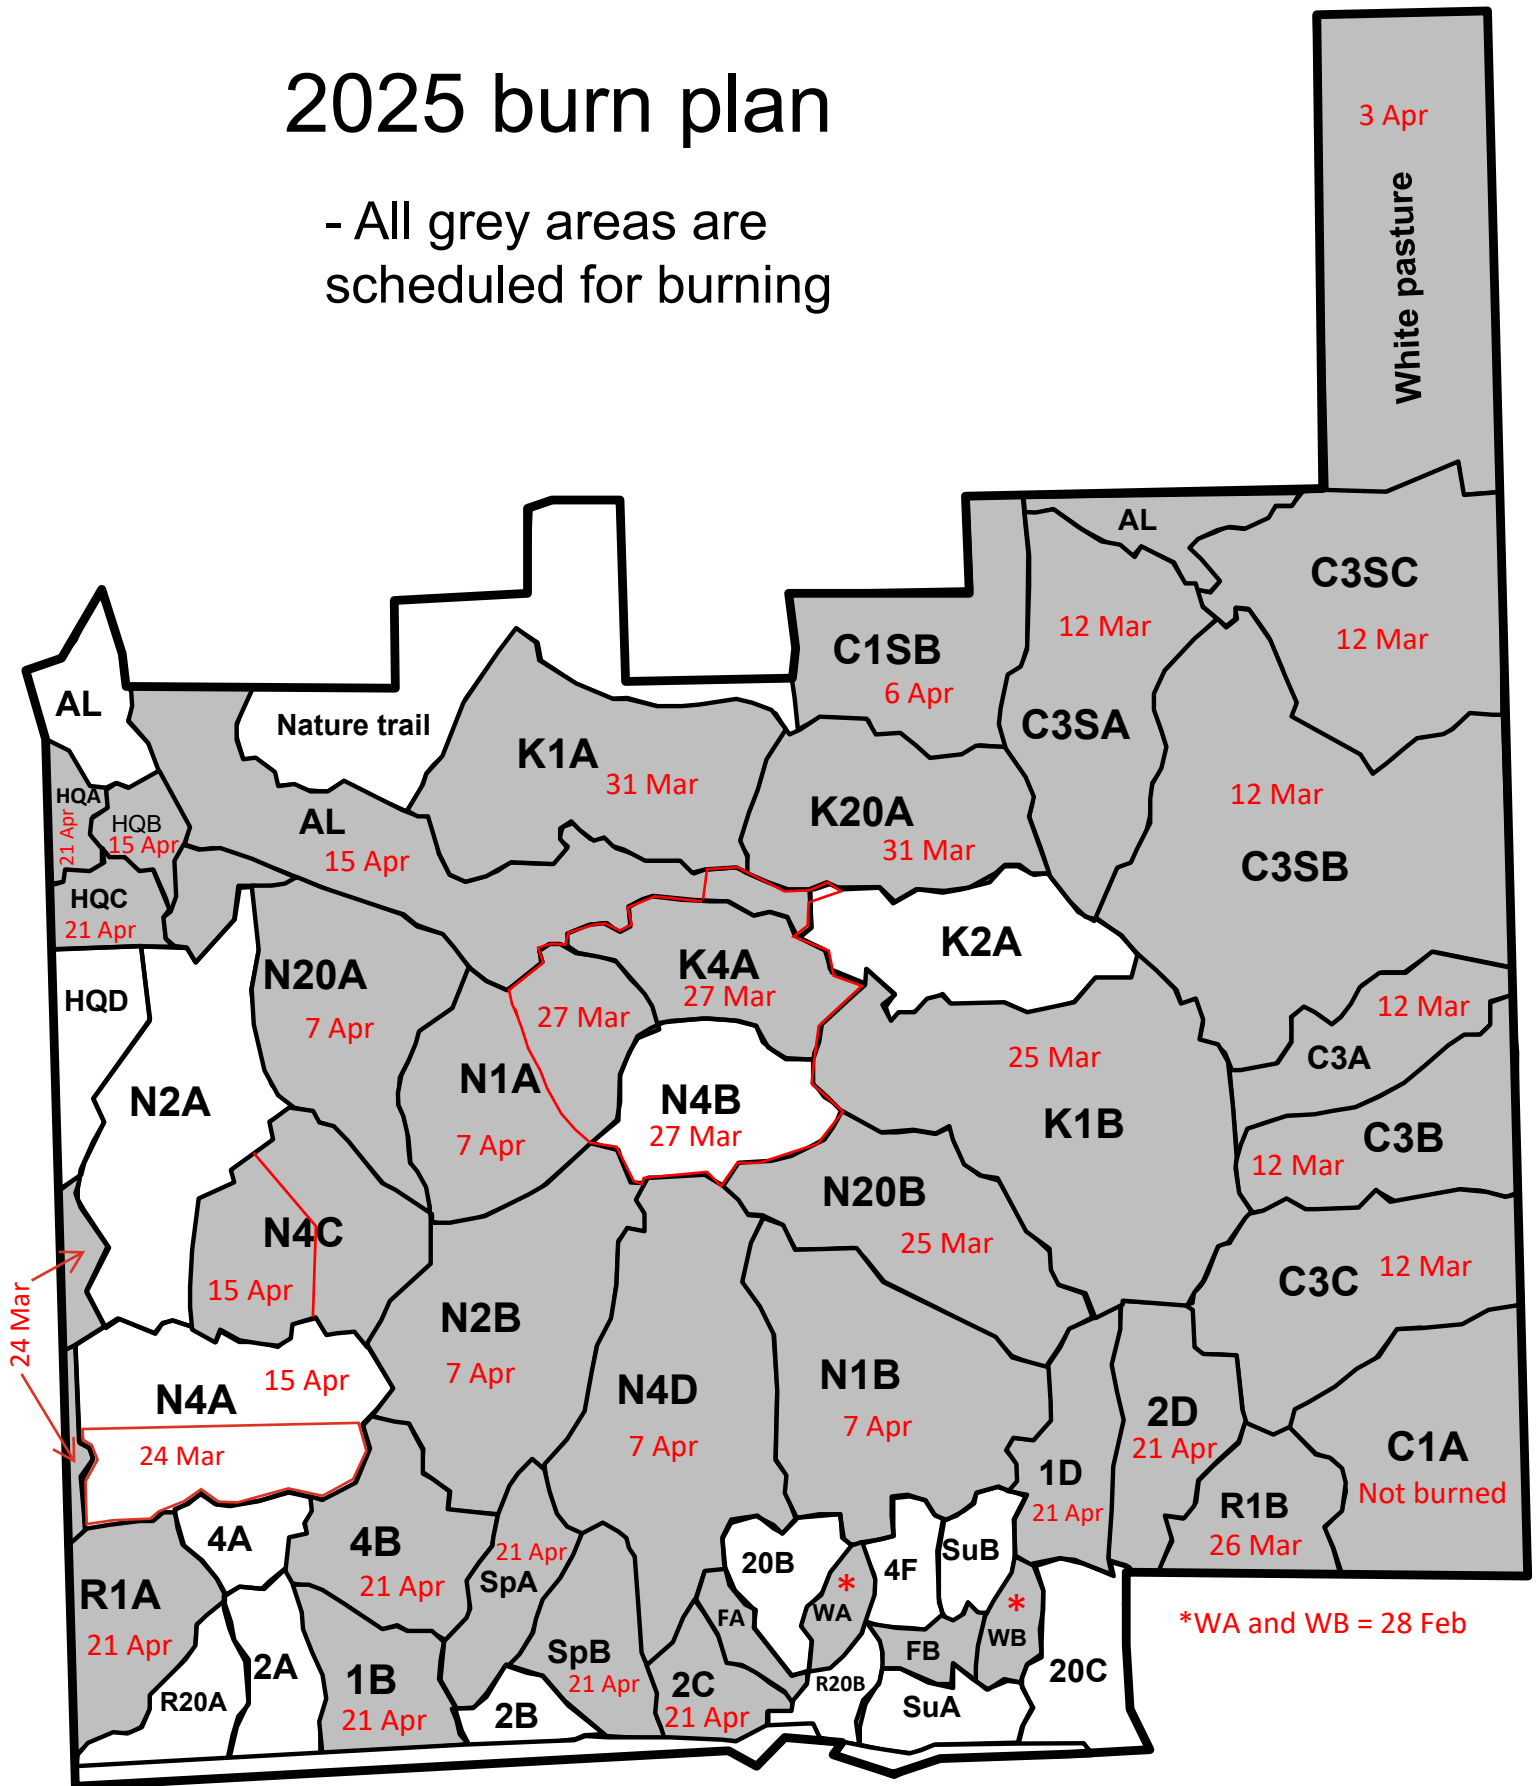 2025 burn plan
- All grey areas are
scheduled for burning
3 Apr
White pasture
AL
C3SC
12 Mar
12 Mar
C1SB
6 Apr
C3SA
AL
Nature trail
K1A
31 Mar
K20A
31 Mar
12 Mar
C3SB
HQA
21 Apr
HQB
15 Apr
AL
15 Apr
HQC
21 Apr
K2A
K4A
27 Mar
N20A
7 Apr
HQD
27 Mar
12 Mar
C3A
25 Mar
K1B
N2A
N1A
7 Apr
N4B
27 Mar
C3B
12 Mar
N20B
25 Mar
N4C
15 Apr
C3C
12 Mar
24 Mar
N2B
7 Apr
N4A
15 Apr
24 Mar
N4D
7 Apr
N1B
7 Apr
2D
21 Apr
C1A
Not burned
1D
21 Apr
R1B
26 Mar
4A
4B
21 Apr
21 Apr
SpA
20B
*
WA
4F
SuB
*
WB
R1A
21 Apr
FA
*WA and WB = 28 Feb
FB
SpB
21 Apr
2A
1B
21 Apr
2C
21 Apr
R20B
20C
R20A
2B
SuA